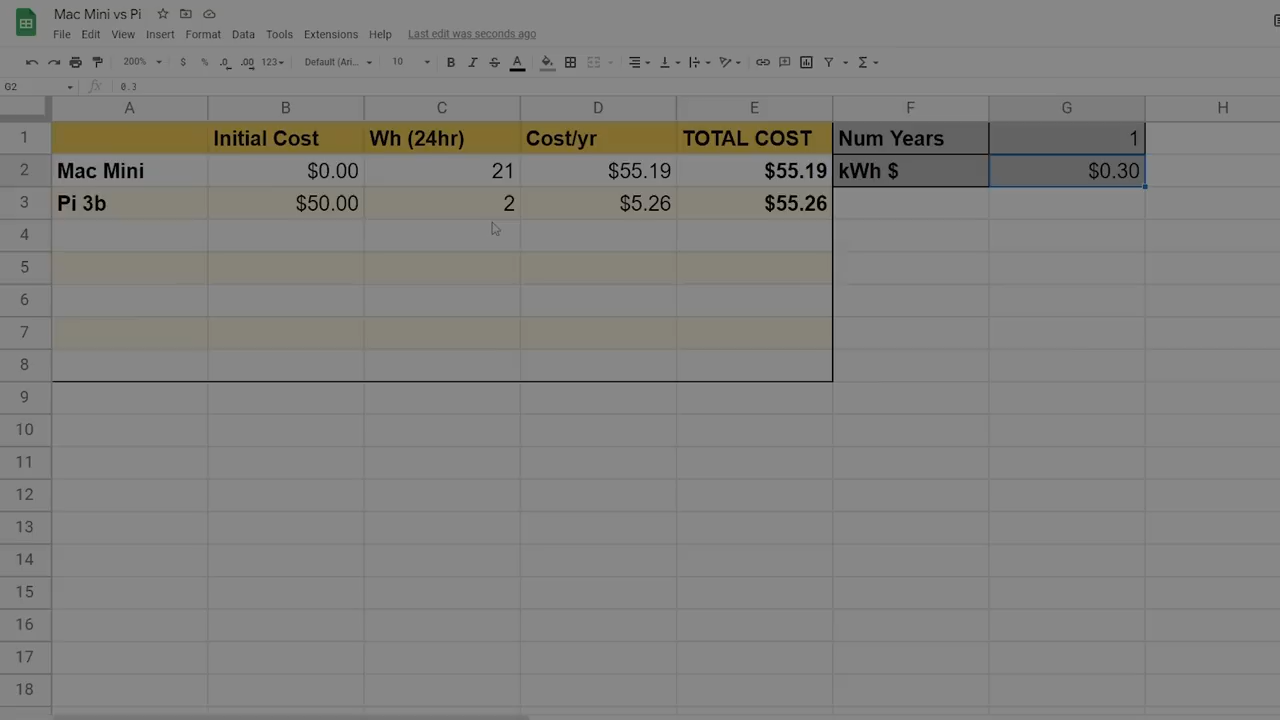 Mac Mini vs Pi
File Edit View Insert Format Data Tools Extensions Help Last edit was seconds ago
200% $ % .0 .00 123 Default (Ari... 10 B I S A
G2 fx 0.3
A B C D E F G H
1 Initial Cost Wh (24hr) Cost/yr TOTAL COST Num Years 1
2 Mac Mini $0.00 21 $55.19 $55.19 kWh $ $0.30
3 Pi 3b $50.00 2 $5.26 $55.26
4
5
6
7
8
9
10
11
12
13
14
15
16
17
18